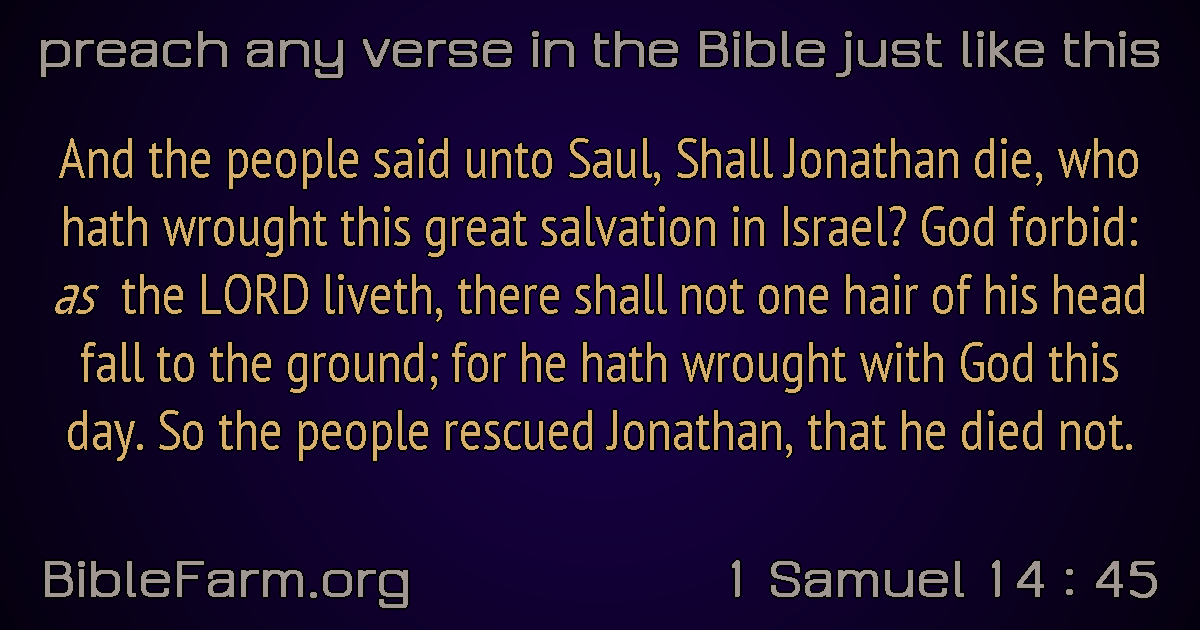 preach any verse in the Bible just like this
And the people said unto Saul, Shall Jonathan die, who
hath wrought this great salvation in Israel? God forbid:
as the LORD liveth, there shall not one hair of his head
fall to the ground; for he hath wrought with God this
day. So the people rescued Jonathan, that he died not.
BibleFarm.org
1 Samuel 14 : 45